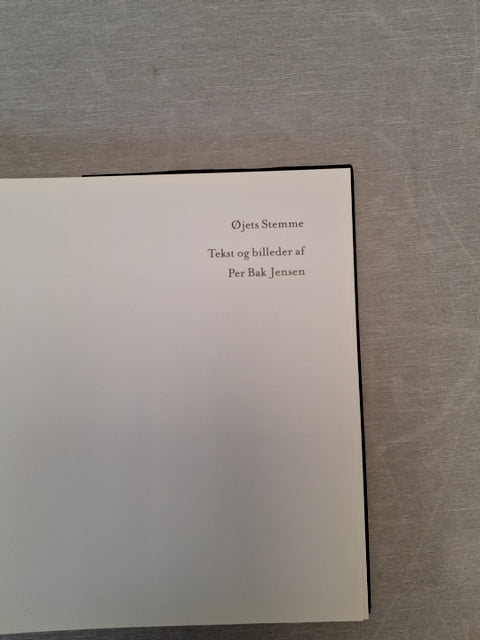 Øjets Stemme
Tekst og billeder af
Per Bak Jensen